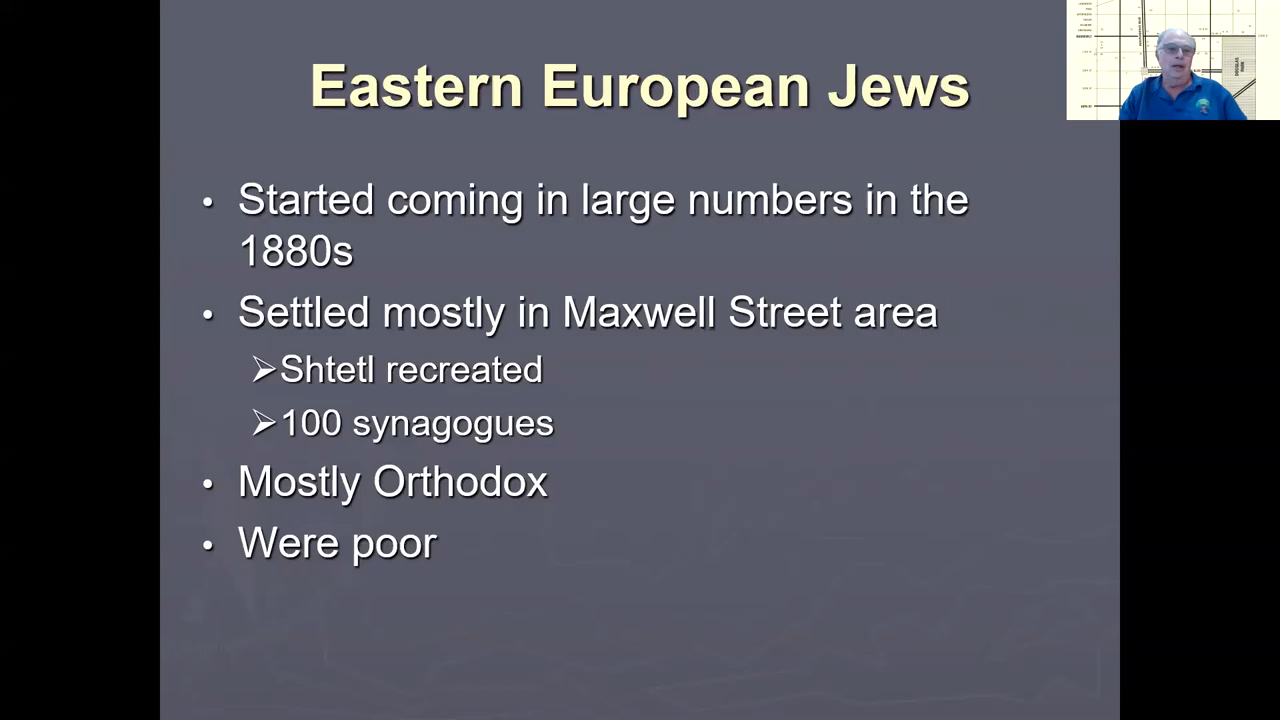 Eastern European Jews
• Started coming in large numbers in the
1880s
• Settled mostly in Maxwell Street area
➢Shtetl recreated
➢100 synagogues
• Mostly Orthodox
• Were poor